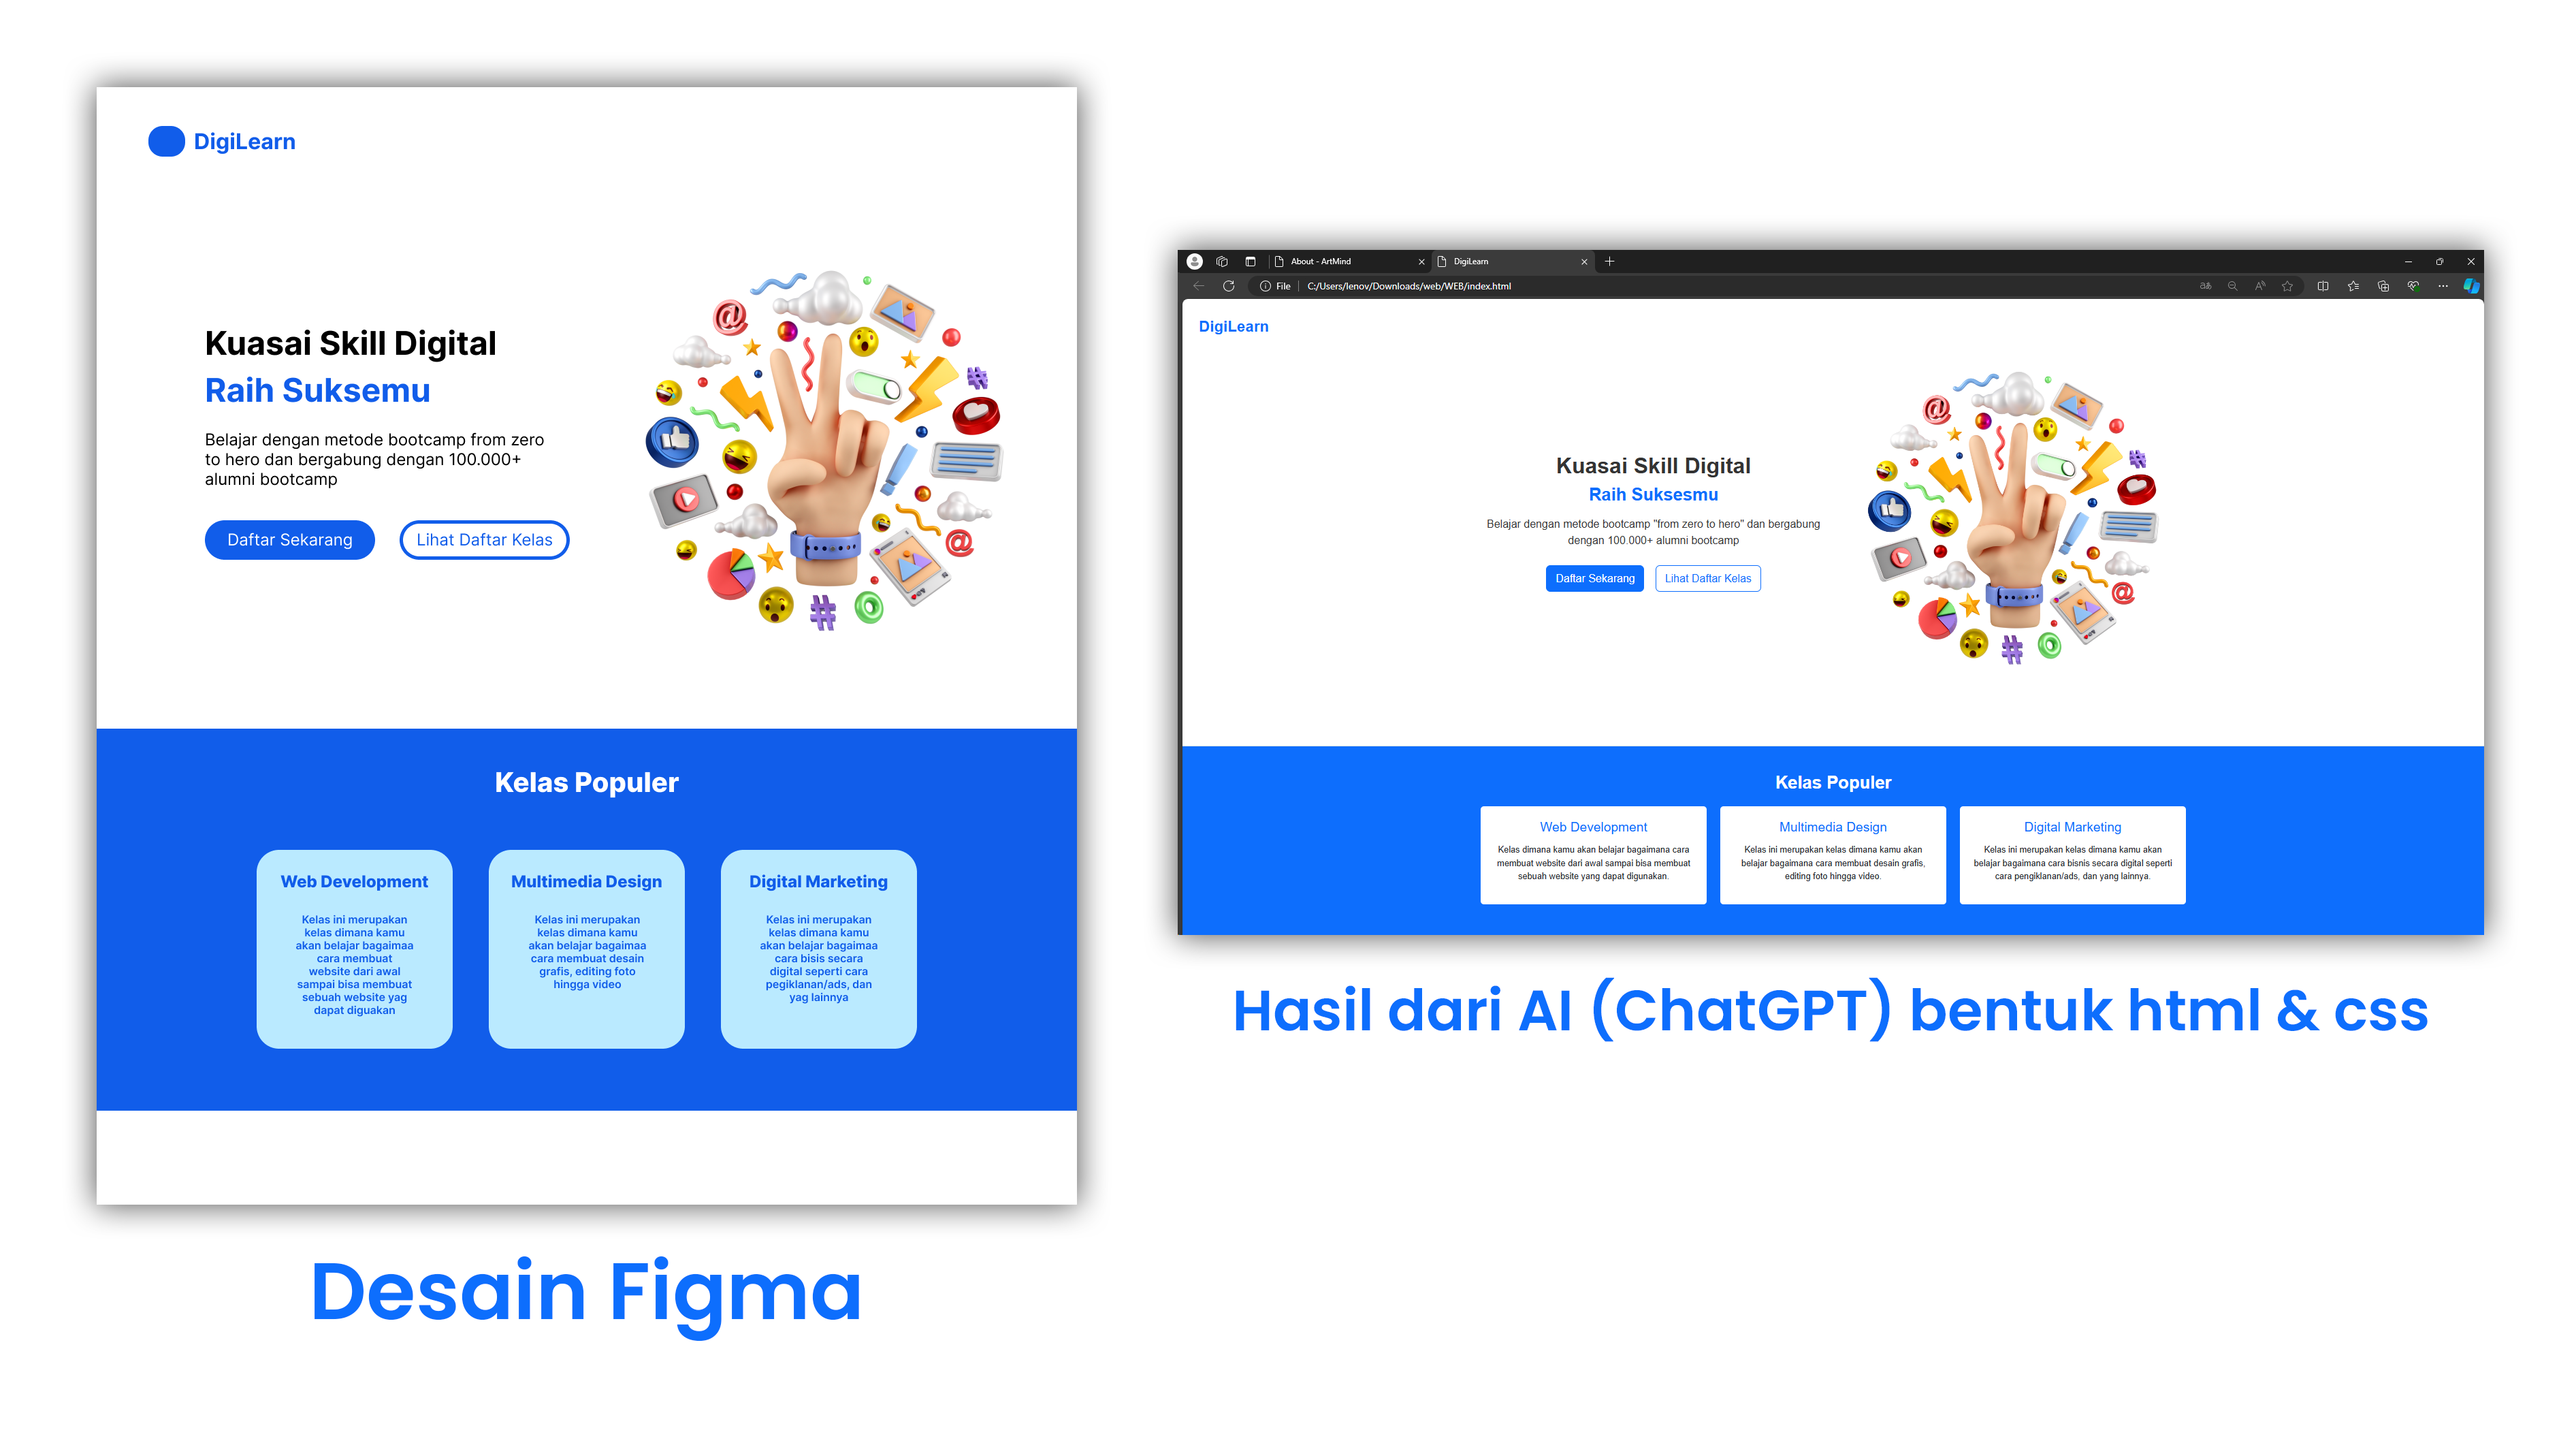 DigiLearn
Kuasai Skill Digital
Raih Suksemu
Belajar dengan metode bootcamp from zero
to hero dan bergabung dengan 100.000+
alumni bootcamp
Daftar Sekarang
Lihat Daftar Kelas
Kelas Populer
Web Development
Kelas ini merupakan
kelas dimana kamu
akan belajar bagaimaa
cara membuat
website dari awal
sampai bisa membuat
sebuah website yag
dapat diguakan
Multimedia Design
Kelas ini merupakan
kelas dimana kamu
akan belajar bagaimaa
cara membuat desain
grafis, editing foto
hingga video
Digital Marketing
Kelas ini merupakan
kelas dimana kamu
akan belajar bagaimaa
cara bisis secara
digital seperti cara
pegiklanan/ads, dan
yag lainnya
Desain Figma
About - ArtMind
DigiLearn
File
C:/Users/lenov/Downloads/web/WEB/index.html
DigiLearn
Kuasai Skill Digital
Raih Suksesmu
Belajar dengan metode bootcamp "from zero to hero" dan bergabung
dengan 100.000+ alumni bootcamp
Daftar Sekarang
Lihat Daftar Kelas
Kelas Populer
Web Development
Kelas dimana kamu akan belajar bagaimana cara
membuat website dari awal sampai bisa membuat
sebuah website yang dapat digunakan.
Multimedia Design
Kelas ini merupakan kelas dimana kamu akan
belajar bagaimana cara membuat desain grafis,
editing foto hingga video.
Digital Marketing
Kelas ini merupakan kelas dimana kamu akan
belajar bagaimana cara bisnis secara digital seperti
cara pengiklanan/ads, dan yang lainnya.
Hasil dari AI (ChatGPT) bentuk html & css